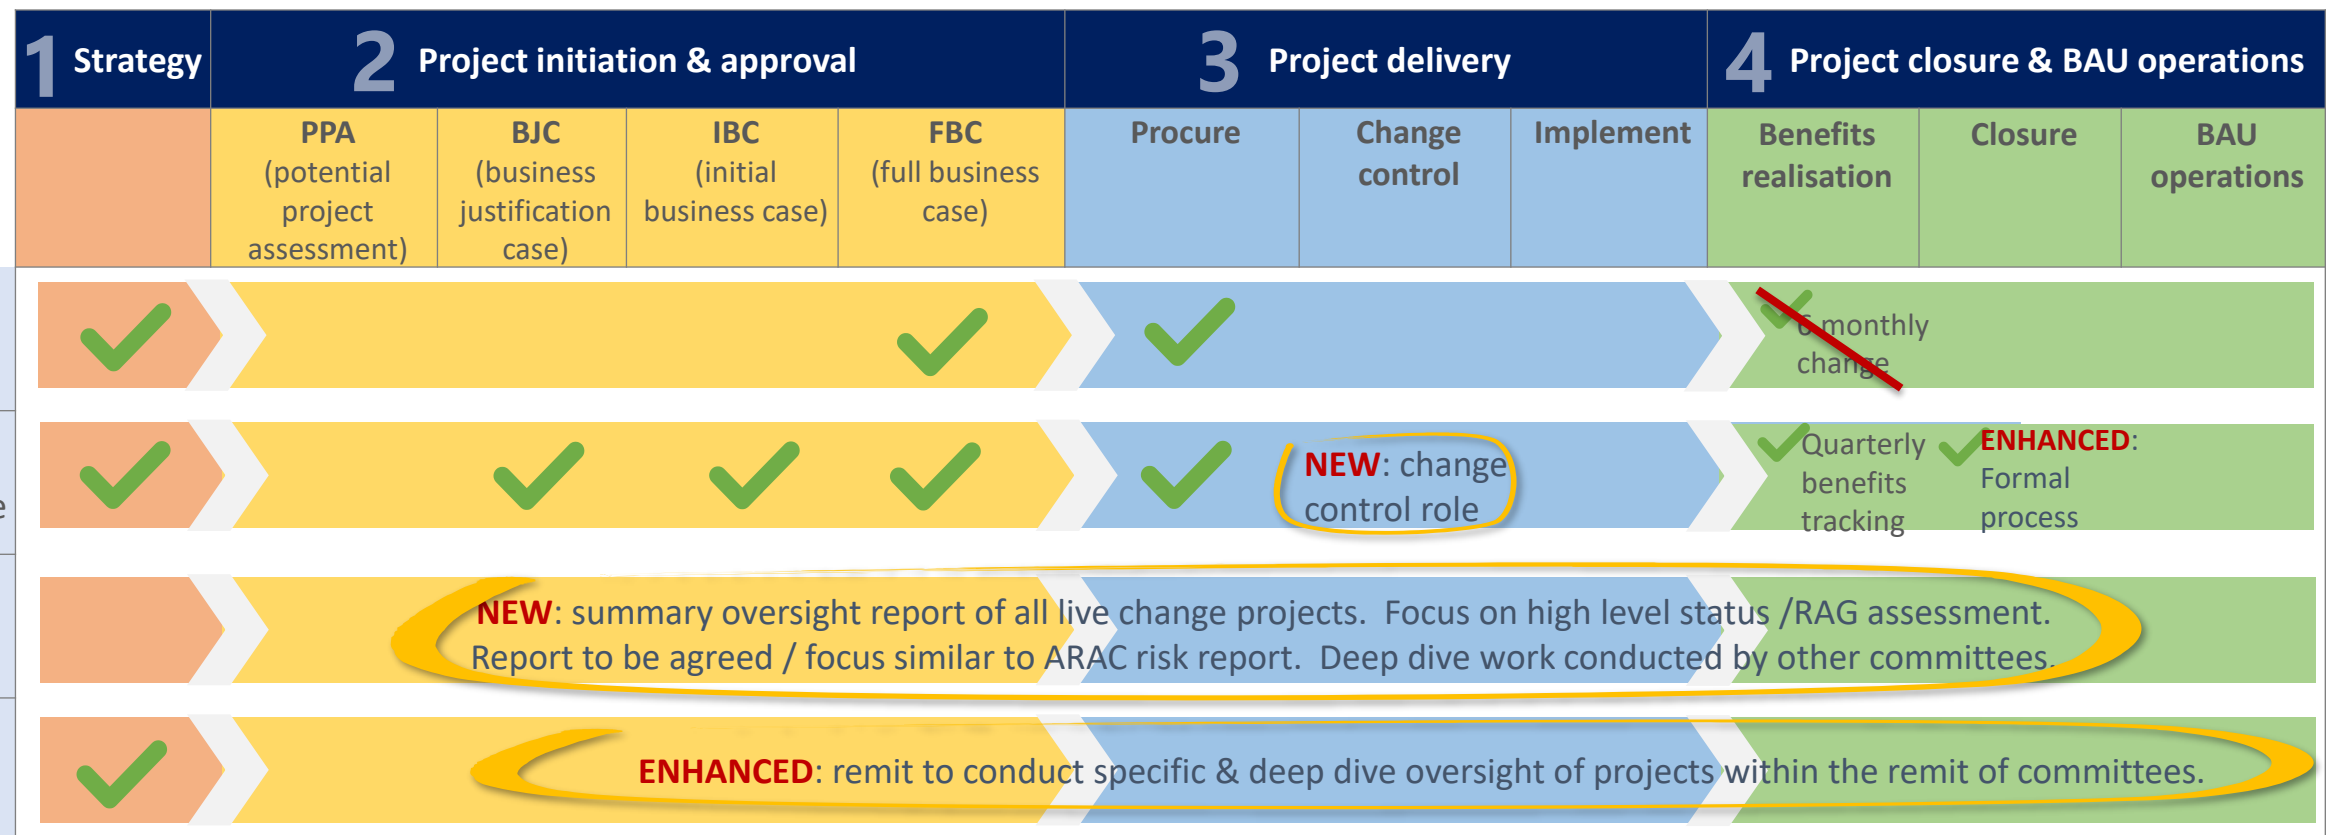 1 Strategy
2 Project initiation & approval
3 Project delivery
4 Project closure & BAU operations
PPA
(potential
project
assessment)
BJC
(business
justification
case)
IBC
(initial
business case)
FBC
(full business
case)
Procure
Change
control
Implement
Benefits
realisation
Closure
BAU
operations
6 monthly
change
e
NEW: change
control role
Quarterly
benefits
tracking
ENHANCED:
Formal
process
NEW: summary oversight report of all live change projects. Focus on high level status /RAG assessment.
Report to be agreed / focus similar to ARAC risk report. Deep dive work conducted by other committees.
ENHANCED: remit to conduct specific & deep dive oversight of projects within the remit of committees.